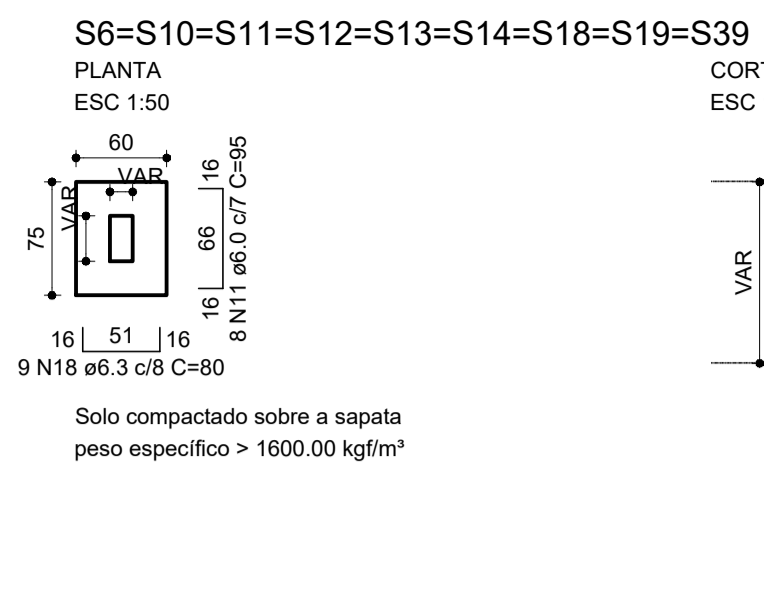 S6=S10=S11=S12=S13=S14=S18=S19=S39
PLANTA
ESC 1:50
CORT
ESC
60
VAR
VAR
75
16
66
16
8 N11 ø6.0 c/7 C=95
VAR
16
51
16
9 N18 ø6.3 c/8 C=80
Solo compactado sobre a sapata
peso específico > 1600.00 kgf/m³